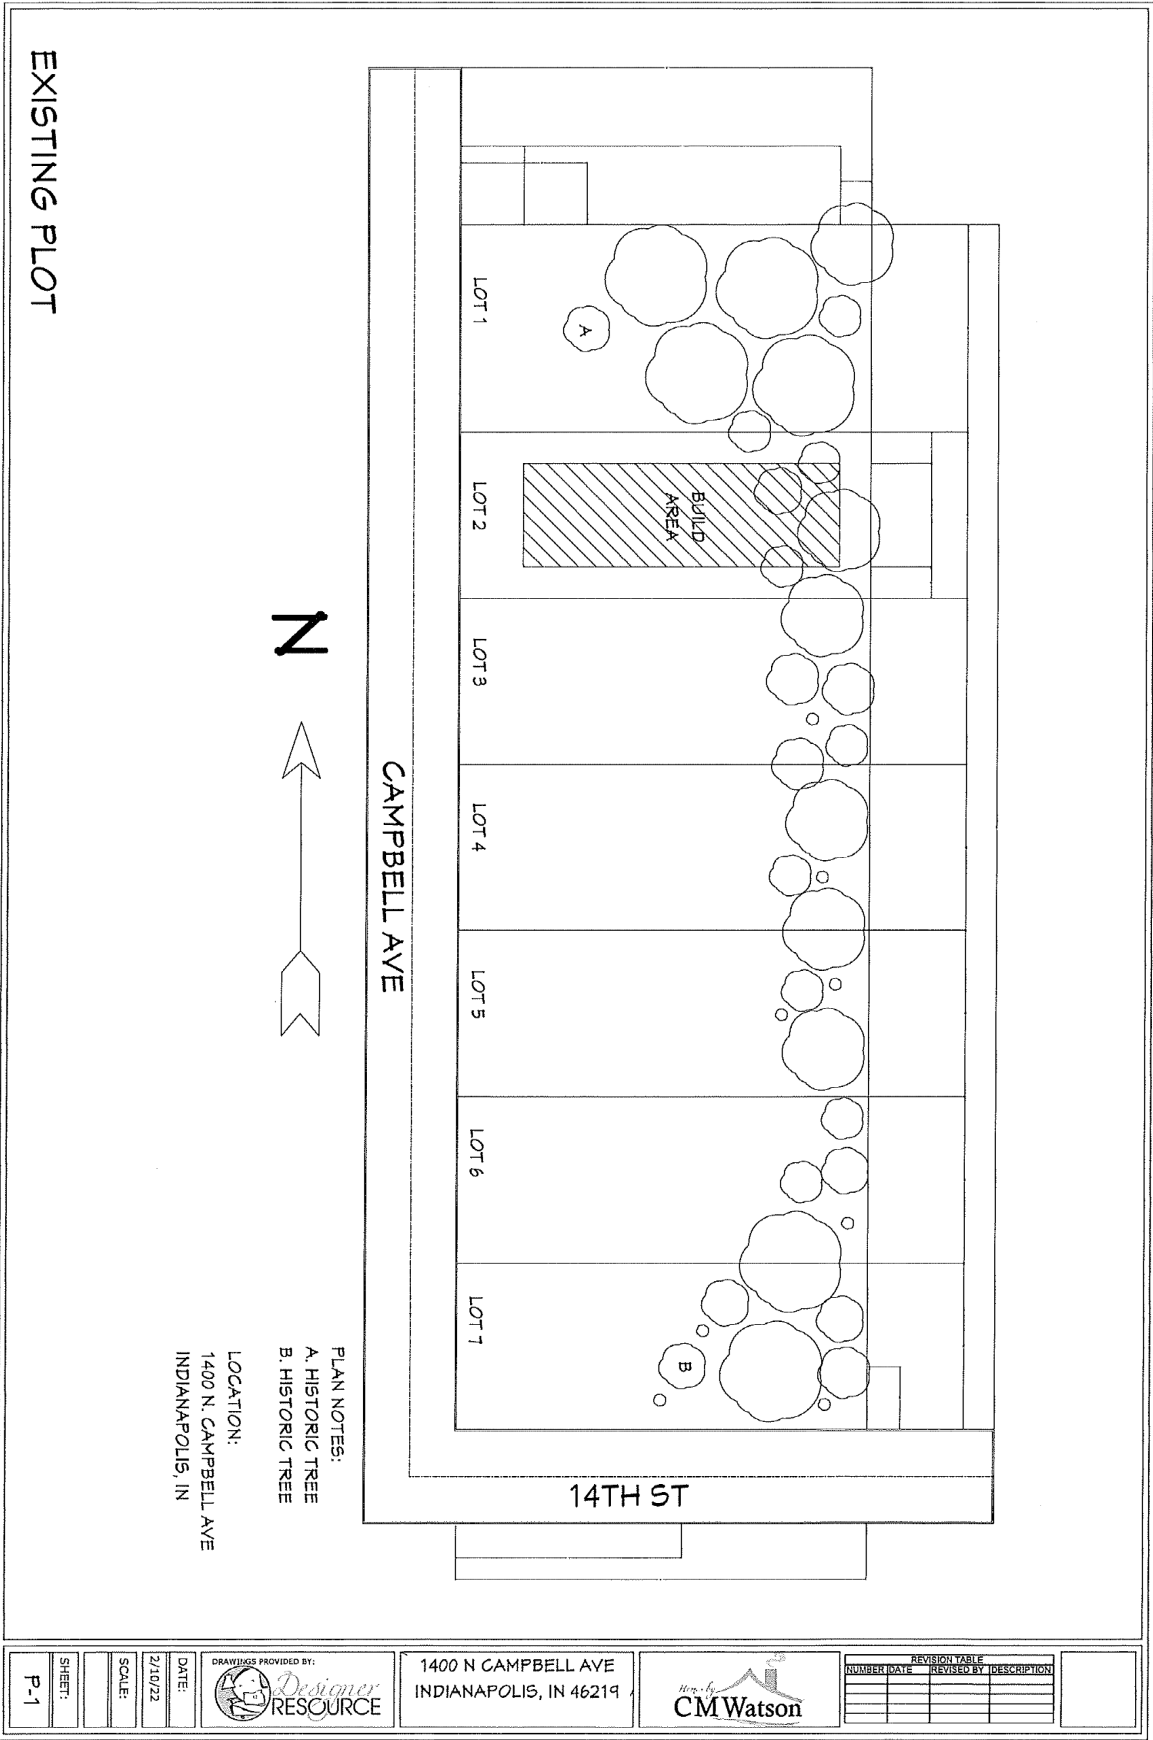 EXISTING PLOT
LOT 1
A
LOT 2
BUILD
AREA
LOT 3
LOT 4
LOT 5
LOT 6
LOT 7
B
N
CAMPBELL AVE
14TH ST
PLAN NOTES:
A. HISTORIC TREE
B. HISTORIC TREE
LOCATION:
1400 N. CAMPBELL AVE
INDIANAPOLIS, IN
REVISION TABLE
NUMBER DATE REVISED BY DESCRIPTION
CM Watson
1400 N CAMPBELL AVE
INDIANAPOLIS, IN 46219
DRAWINGS PROVIDED BY:
Designer
RESOURCE
DATE:
2/10/22
SCALE:
SHEET:
P-1